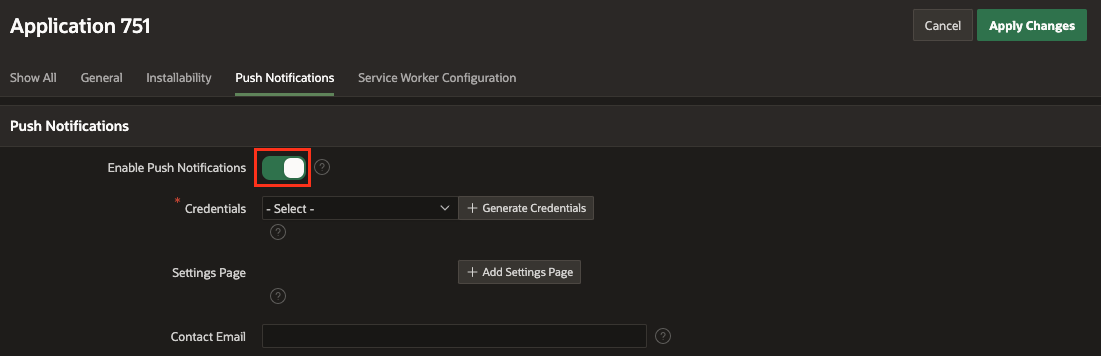 Application 751
Cancel
Apply Changes
Show All
General
Installability
Push Notifications
Service Worker Configuration
Push Notifications
Enable Push Notifications
?
* Credentials
- Select -
+ Generate Credentials
?
Settings Page
+ Add Settings Page
?
Contact Email
?